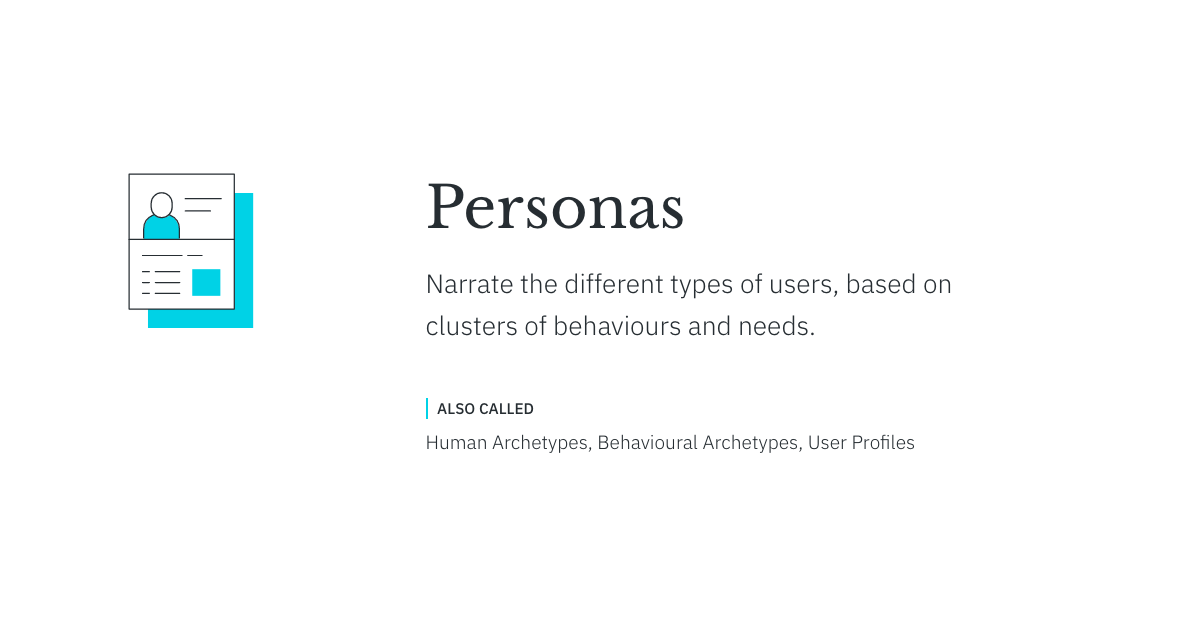 Personas
Narrate the different types of users, based on
clusters of behaviours and needs.
ALSO CALLED
Human Archetypes, Behavioural Archetypes, User Profiles